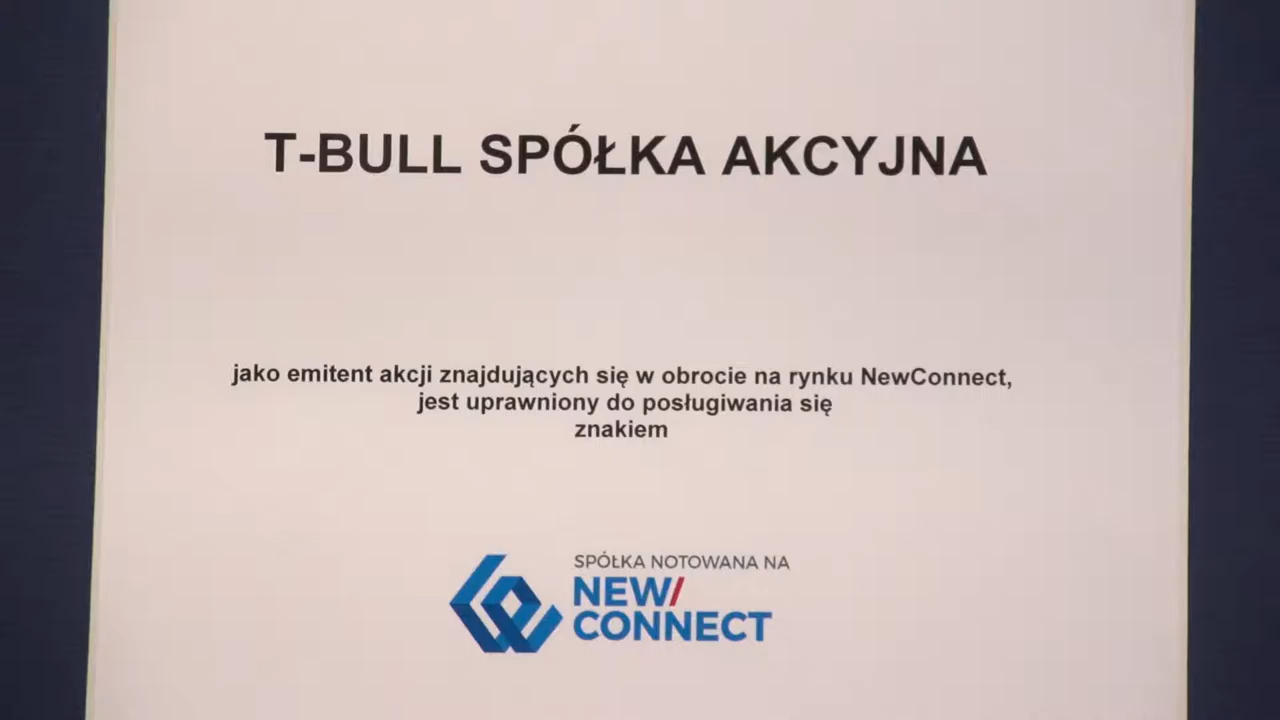 T-BULL SPÓŁKA AKCYJNA
jako emitent akcji znajdujących się w obrocie na rynku NewConnect,
jest uprawniony do posługiwania się
znakiem
SPÓŁKA NOTOWANA NA
NEW/
CONNECT